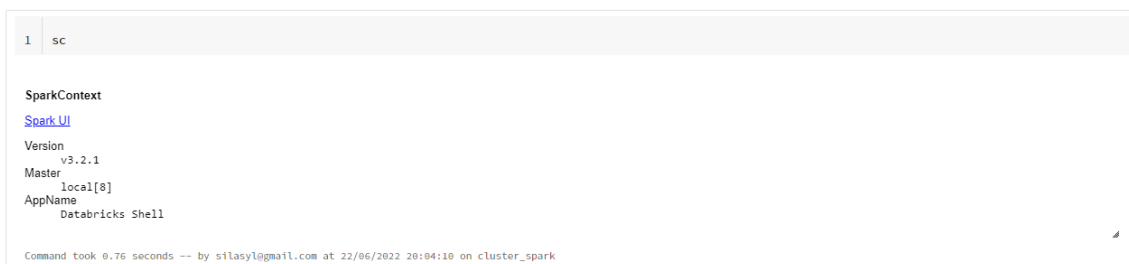 1 sc
SparkContext
Spark UI
Version
v3.2.1
Master
local[8]
AppName
Databricks Shell
Command took 0.76 seconds -- by silasyl@gmail.com at 22/06/2022 20:04:10 on cluster_spark